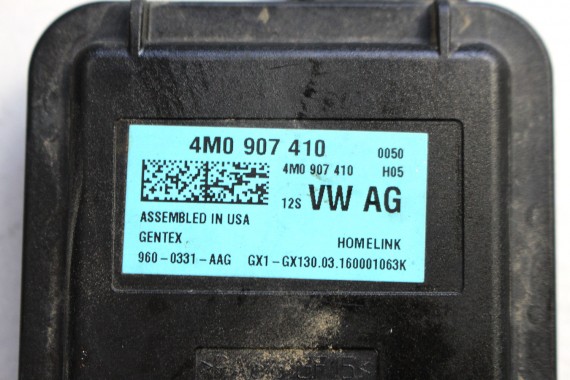 4M0 907 410 0050
4M0 907 410 H05
12S VW AG
ASSEMBLED IN USA
GENTEX HOMELINK
960-0331-AAG GX1-GX130.03.160001063K